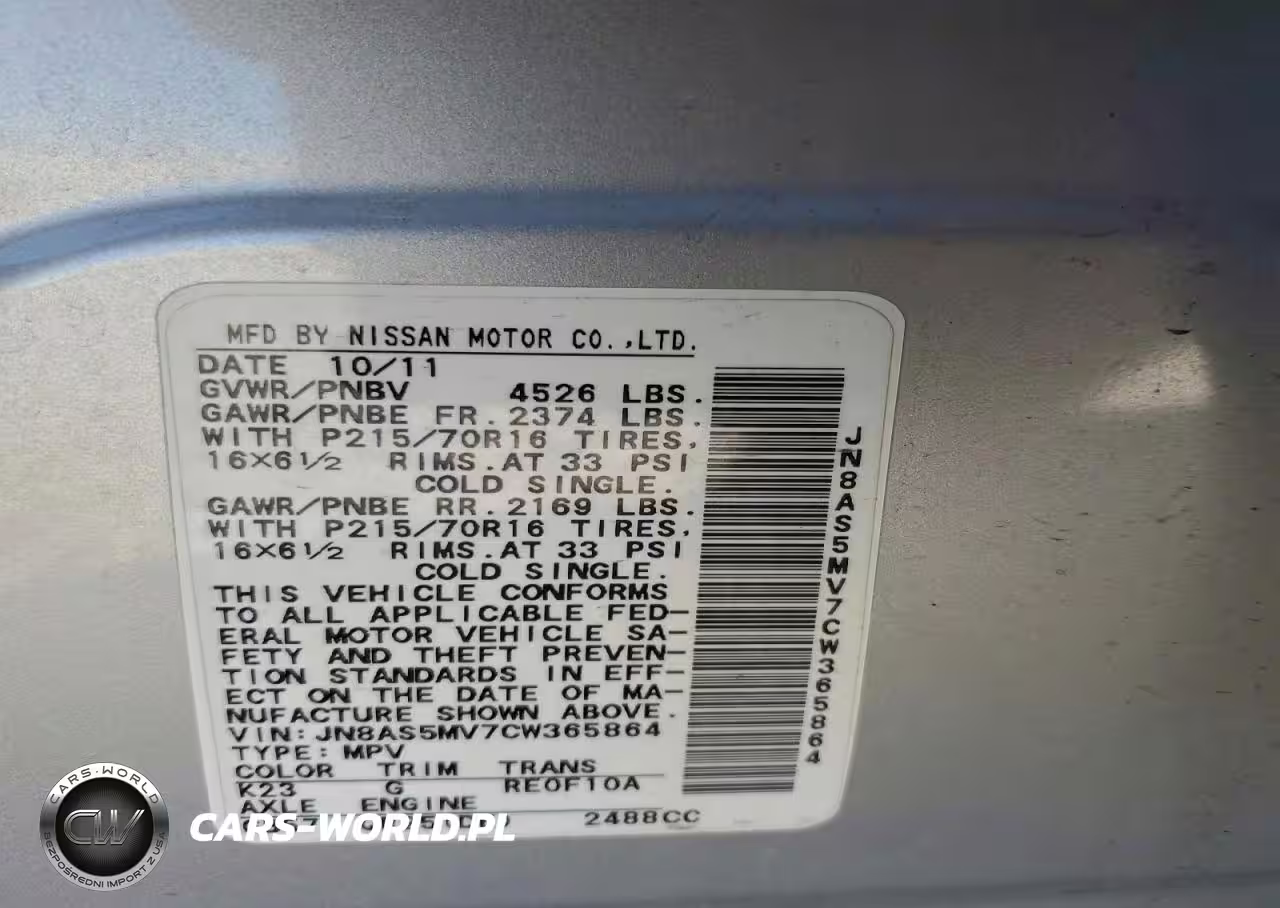 MFD BY NISSAN MOTOR CO.,LTD.
DATE 10/11
GVWR/PNBV 4526 LBS.
GAWR/PNBE FR. 2374 LBS.
WITH P215/70R16 TIRES,
16X6½ RIMS.AT 33 PSI
COLD SINGLE.
GAWR/PNBE RR. 2169 LBS.
WITH P215/70R16 TIRES,
16X6½ RIMS.AT 33 PSI
COLD SINGLE.
THIS VEHICLE CONFORMS
TO ALL APPLICABLE FED-
ERAL MOTOR VEHICLE SA-
FETY AND THEFT PREVEN-
TION STANDARDS IN EFF-
ECT ON THE DATE OF MA-
NUFACTURE SHOWN ABOVE.
VIN: JN8AS5MV7CW365864
TYPE: MPV
COLOR TRIM TRANS
K23 G RE0F10A
AXLE ENGINE
2488CC
JN8AS5MV7CW365864
CARS-WORLD
CW
BEZPOŚREDNI IMPORT Z USA
CARS-WORLD.PL